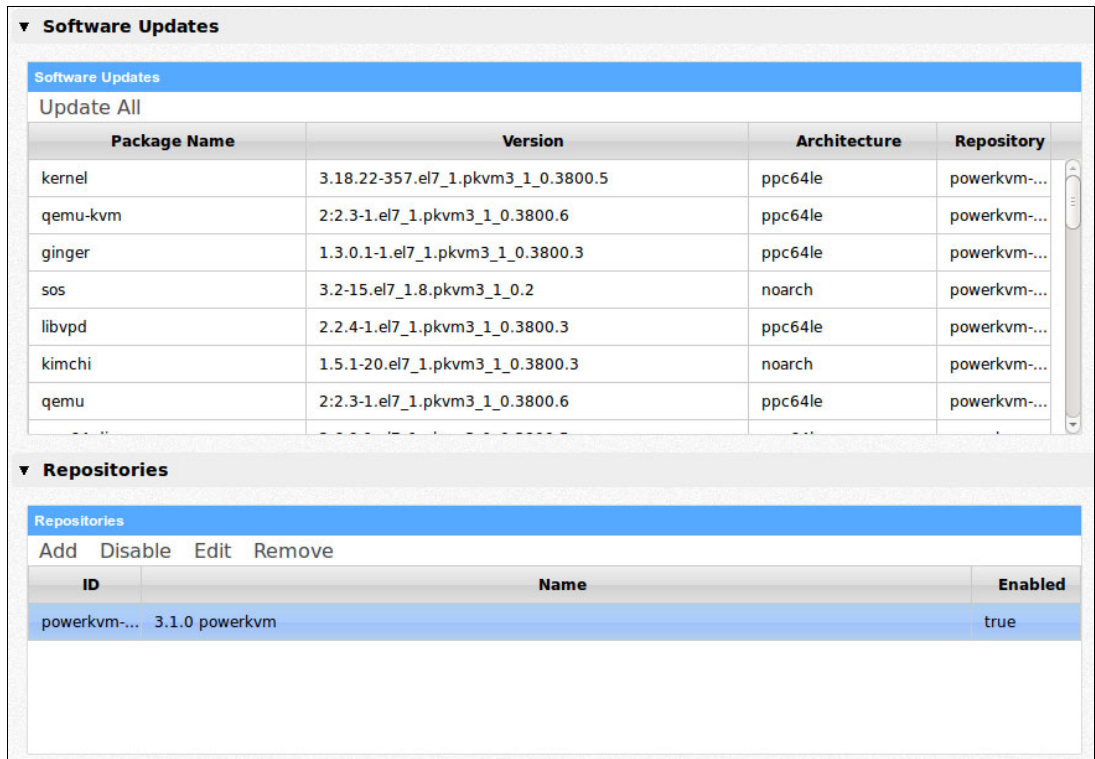 Software Updates
Software Updates
Update All
Package Name Version Architecture Repository
kernel 3.18.22-357.el7_1.pkvm3_1_0.3800.5 ppc64le powerkvm-...
qemu-kvm 2:2.3-1.el7_1.pkvm3_1_0.3800.6 ppc64le powerkvm-...
ginger 1.3.0.1-1.el7_1.pkvm3_1_0.3800.3 ppc64le powerkvm-...
sos 3.2-15.el7_1.8.pkvm3_1_0.2 noarch powerkvm-...
libvpd 2.2.4-1.el7_1.pkvm3_1_0.3800.3 ppc64le powerkvm-...
kimchi 1.5.1-20.el7_1.pkvm3_1_0.3800.3 noarch powerkvm-...
qemu 2:2.3-1.el7_1.pkvm3_1_0.3800.6 ppc64le powerkvm-...
Repositories
Repositories
Add Disable Edit Remove
ID Name Enabled
powerkvm-... 3.1.0 powerkvm true